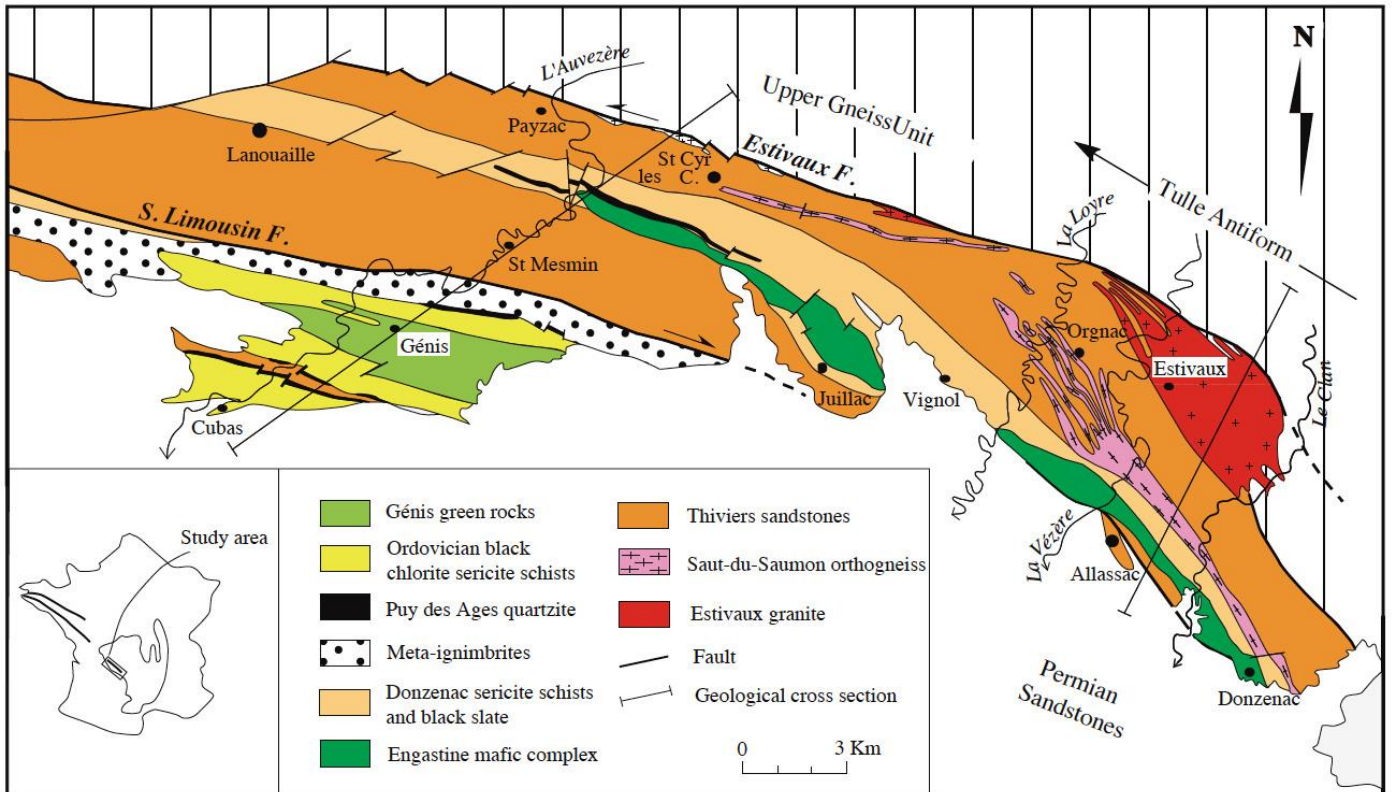 L'Auvezère
N
Upper GneissUnit
Payzac
Estivaux F.
St Cyr
les C.
Lanouaille
La Loyre
Tulle Antiform
S. Limousin F.
St Mesmin
Orgnac
Génis
Estivaux
Le Clan
Juillac
Vignol
Cubas
La Vézère
Allassac
Donzenac
Permian
Sandstones
Study area
Génis green rocks
Ordovician black
chlorite sericite schists
Puy des Ages quartzite
Meta-ignimbrites
Donzenac sericite schists
and black slate
Engastine mafic complex
Thiviers sandstones
Saut-du-Saumon orthogneiss
Estivaux granite
Fault
Geological cross section
0 3 Km